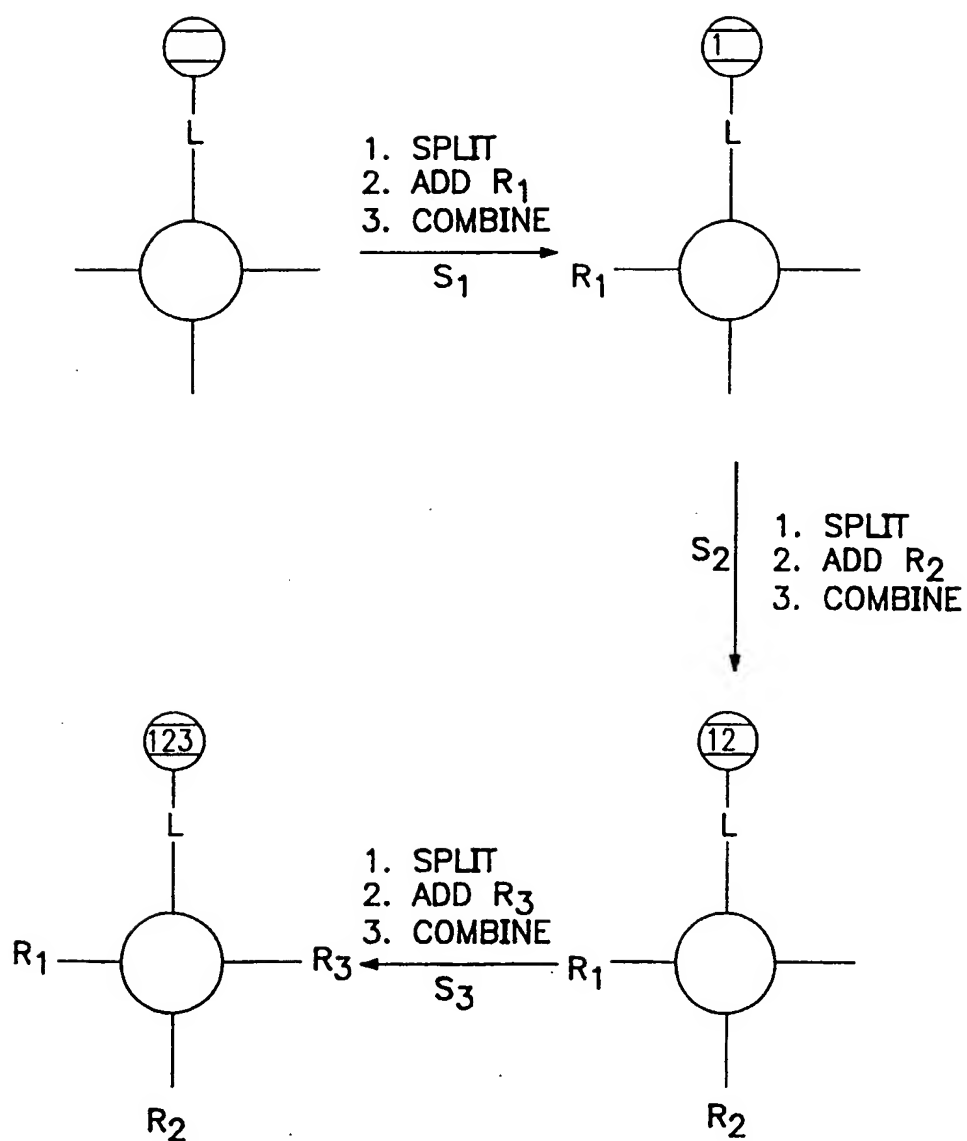 1
L
L
1. SPLIT
2. ADD R₁
3. COMBINE
S₁
R₁
S₂
1. SPLIT
2. ADD R₂
3. COMBINE
123
12
L
L
1. SPLIT
2. ADD R₃
3. COMBINE
R₁
R₃
S₃
R₁
R₂
R₂